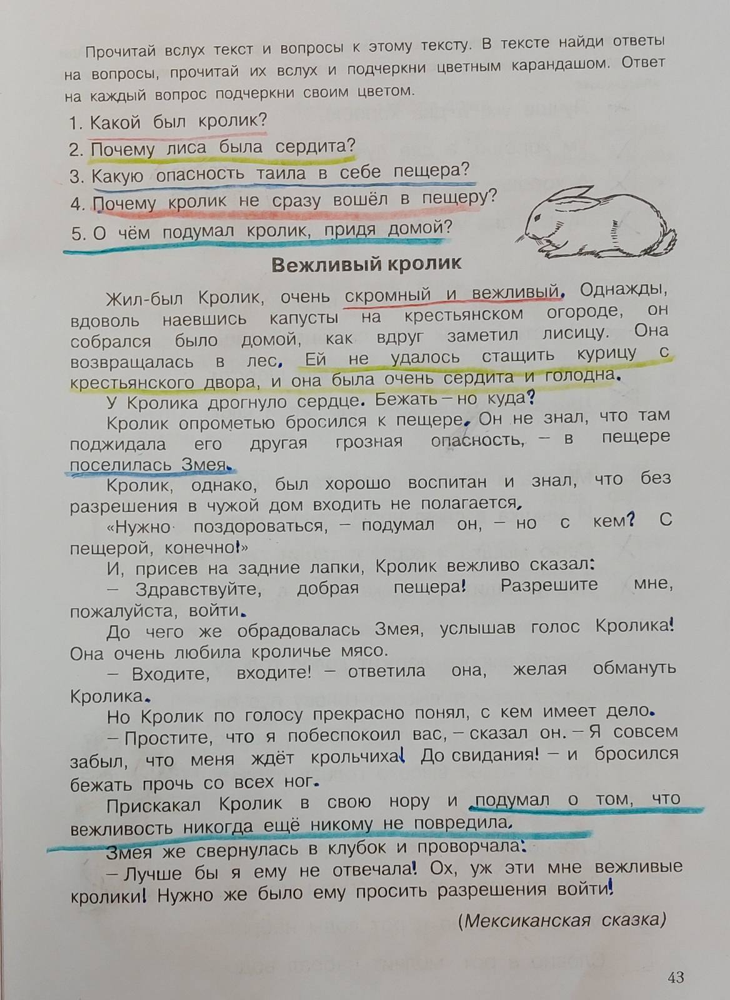 Прочитай вслух текст и вопросы к этому тексту. В тексте найди ответы
на вопросы, прочитай их вслух и подчеркни цветным карандашом. Ответ
на каждый вопрос подчеркни своим цветом.
1. Какой был кролик?
2. Почему лиса была сердита?
3. Какую опасность таила в себе пещера?
4. Почему кролик не сразу вошёл в пещеру?
5. О чём подумал кролик, придя домой?
Вежливый кролик
Жил-был Кролик, очень скромный и вежливый. Однажды,
вдоволь наевшись капусты на крестьянском огороде, он
собрался было домой, как вдруг заметил лисицу. Она
возвращалась в лес. Ей не удалось стащить курицу с
крестьянского двора, и она была очень сердита и голодна.
У Кролика дрогнуло сердце. Бежать – но куда?
Кролик опрометью бросился к пещере. Он не знал, что там
поджидала его другая грозная опасность, – в пещере
поселилась Змея.
Кролик, однако, был хорошо воспитан и знал, что без
разрешения в чужой дом входить не полагается.
«Нужно поздороваться, – подумал он, – но с кем? С
пещерой, конечно!»
И, присев на задние лапки, Кролик вежливо сказал:
– Здравствуйте, добрая пещера! Разрешите мне,
пожалуйста, войти.
До чего же обрадовалась Змея, услышав голос Кролика!
Она очень любила кроличье мясо.
– Входите, входите! – ответила она, желая обмануть
Кролика.
Но Кролик по голосу прекрасно понял, с кем имеет дело.
– Простите, что я побеспокоил вас, – сказал он. – Я совсем
забыл, что меня ждёт крольчиха! До свидания! – и бросился
бежать прочь со всех ног.
Прискакал Кролик в свою нору и подумал о том, что
вежливость никогда ещё никому не повредила.
Змея же свернулась в клубок и проворчала:
– Лучше бы я ему не отвечала! Ох, уж эти мне вежливые
кролики! Нужно же было ему просить разрешения войти!
(Мексиканская сказка)
43